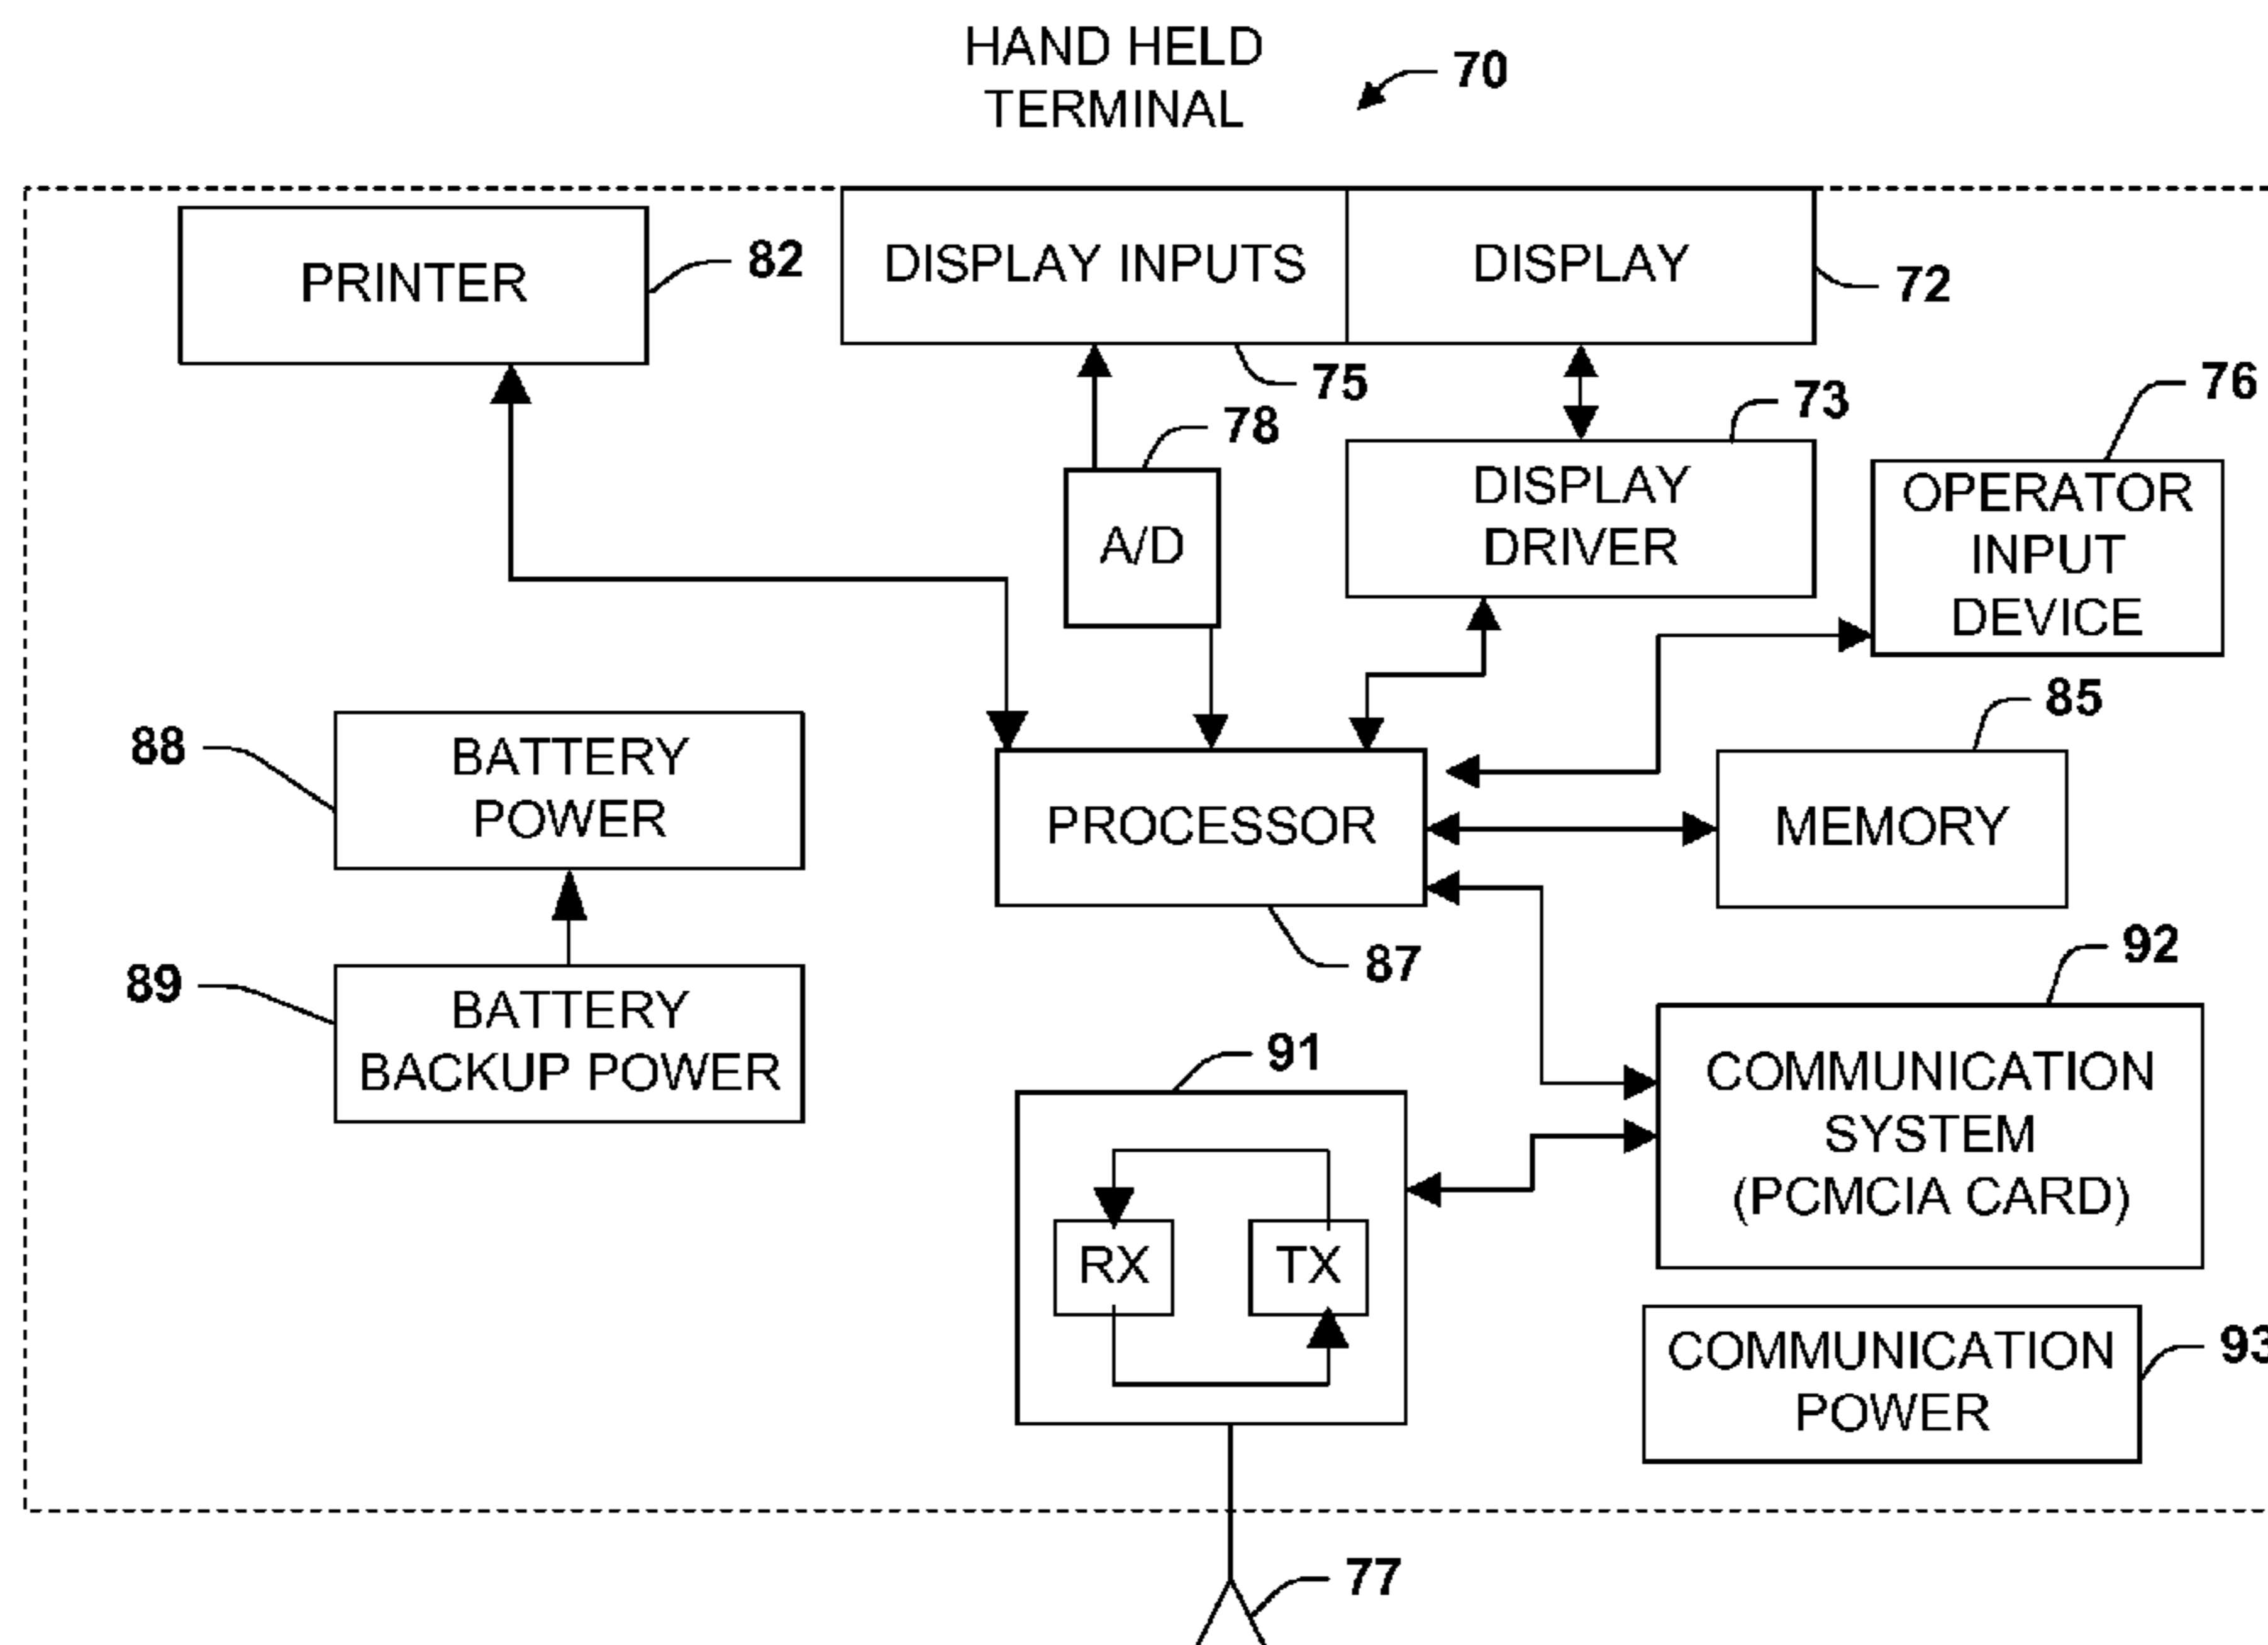 HAND HELD
TERMINAL
70
PRINTER
82
DISPLAY INPUTS
DISPLAY
72
75
78
73
76
A/D
DISPLAY
DRIVER
OPERATOR
INPUT
DEVICE
85
88
BATTERY
POWER
PROCESSOR
MEMORY
87
92
89
BATTERY
BACKUP POWER
91
COMMUNICATION
SYSTEM
(PCMCIA CARD)
RX
TX
COMMUNICATION
POWER
93
77